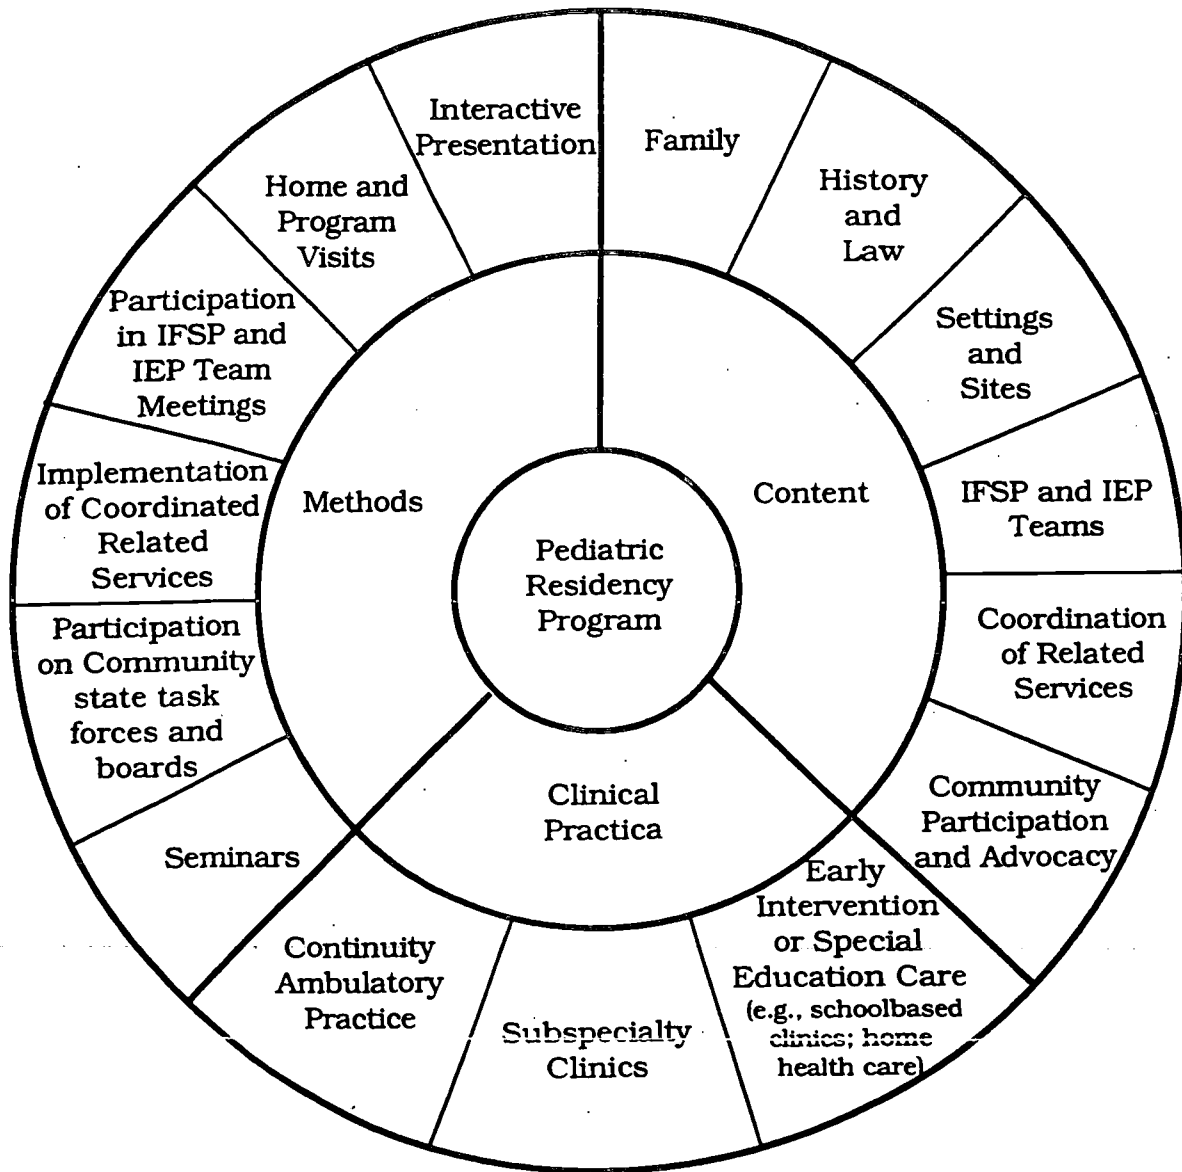 Interactive
Presentation
Family
History
and
Law
Settings
and
Sites
IFSP and IEP
Teams
Coordination
of Related
Services
Community
Participation
and Advocacy
Early
Intervention
or Special
Education Care
(e.g., schoolbased
clinics; home
health care)
Subspecialty
Clinics
Continuity
Ambulatory
Practice
Seminars
Participation
on Community
state task
forces and
boards
Implementation
of Coordinated
Related
Services
Participation
in IFSP and
IEP Team
Meetings
Home and
Program
Visits
Methods
Content
Clinical
Practica
Pediatric
Residency
Program